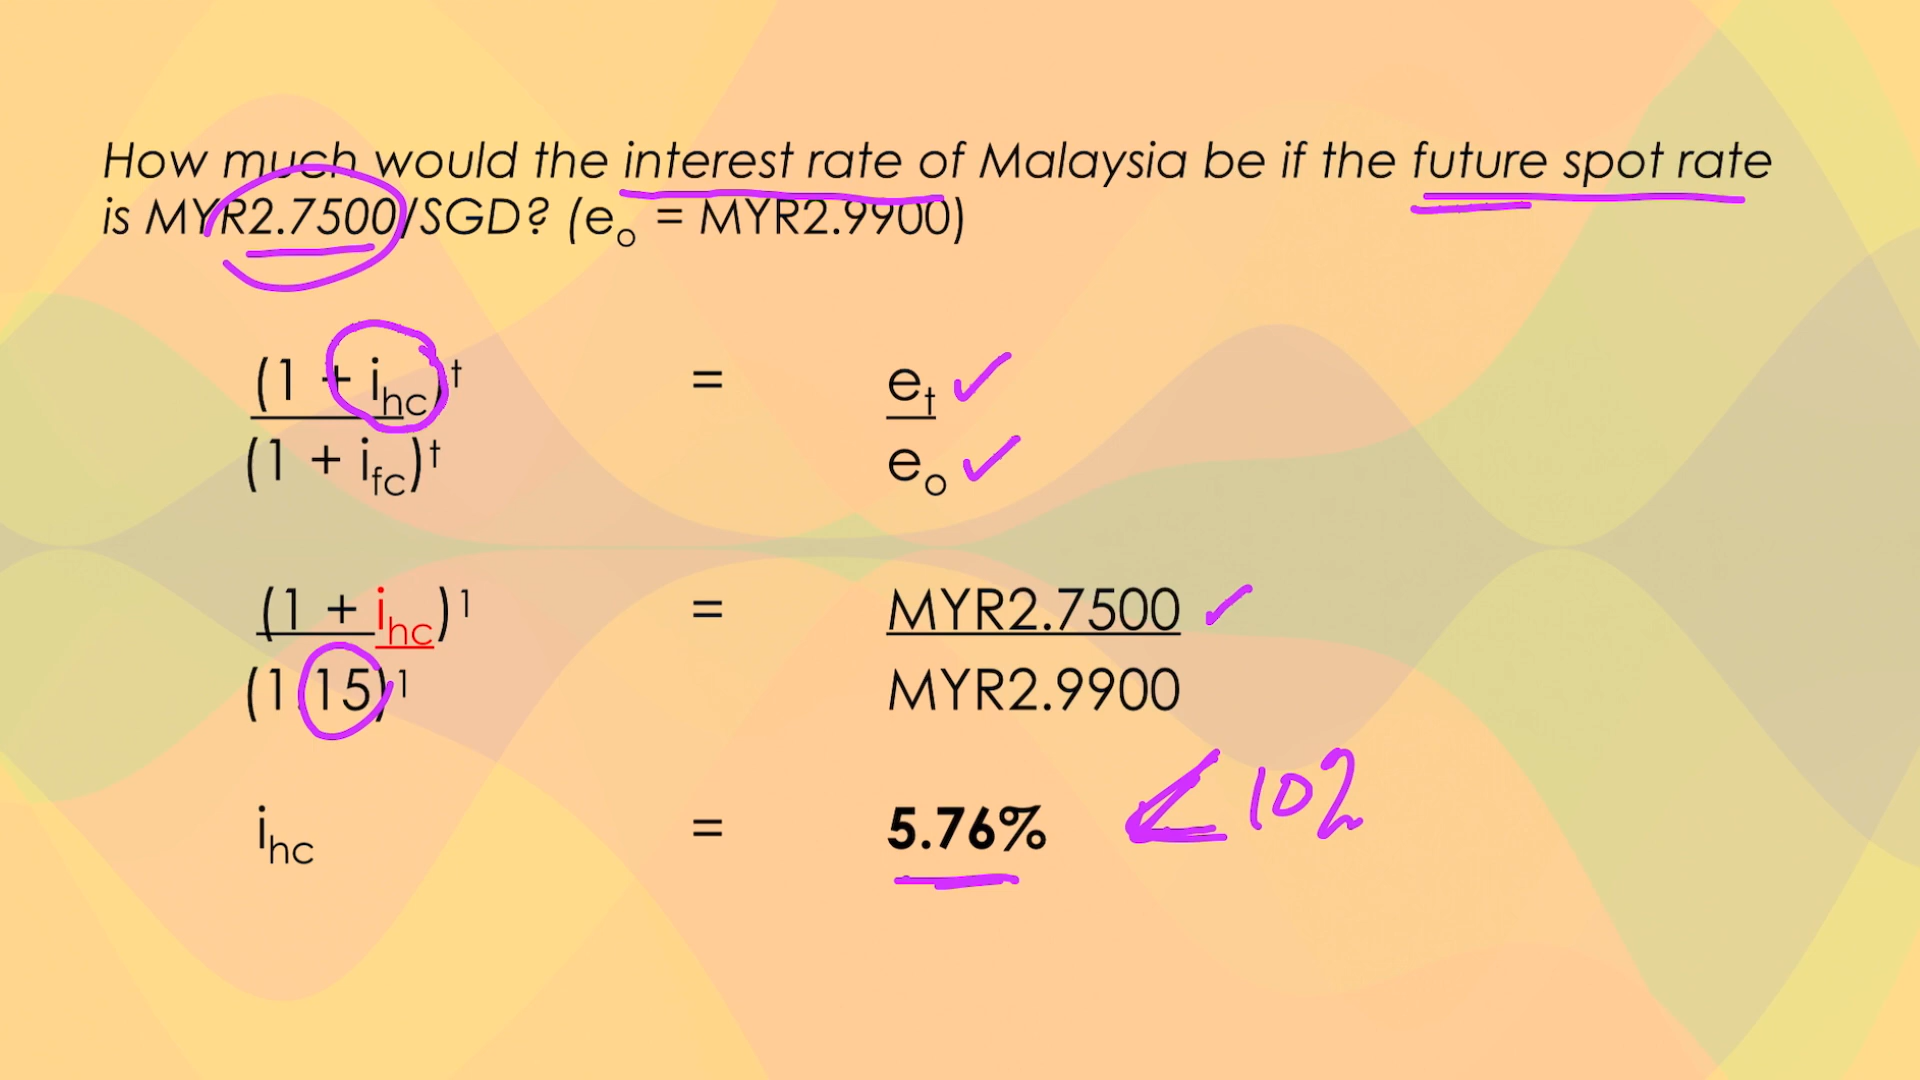 How much would the interest rate of Malaysia be if the future spot rate
is MYR2.7500/SGD? (eo = MYR2.9900)
(1 + ihc)t = et
(1 + ifc)t eo
(1 + ihc)1 = MYR2.7500
(1.15)1 MYR2.9900
ihc = 5.76% 102